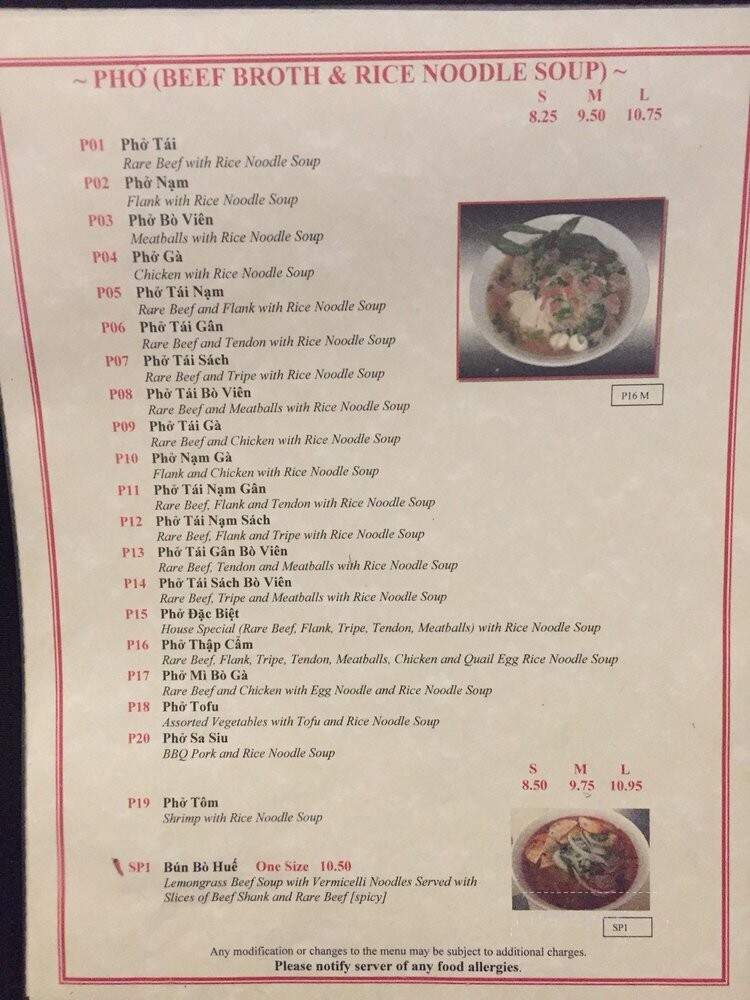 ~ PHỞ (BEEF BROTH & RICE NOODLE SOUP) ~
S M L
8.25 9.50 10.75
P01 Phở Tái
Rare Beef with Rice Noodle Soup
P02 Phở Nạm
Flank with Rice Noodle Soup
P03 Phở Bò Viên
Meatballs with Rice Noodle Soup
P04 Phở Gà
Chicken with Rice Noodle Soup
P05 Phở Tái Nạm
Rare Beef and Flank with Rice Noodle Soup
P06 Phở Tái Gân
Rare Beef and Tendon with Rice Noodle Soup
P07 Phở Tái Sách
Rare Beef and Tripe with Rice Noodle Soup
P08 Phở Tái Bò Viên
Rare Beef and Meatballs with Rice Noodle Soup
P16 M
P09 Phở Tái Gà
Rare Beef and Chicken with Rice Noodle Soup
P10 Phở Nạm Gà
Flank and Chicken with Rice Noodle Soup
P11 Phở Tái Nạm Gân
Rare Beef, Flank and Tendon with Rice Noodle Soup
P12 Phở Tái Nạm Sách
Rare Beef, Flank and Tripe with Rice Noodle Soup
P13 Phở Tái Gân Bò Viên
Rare Beef, Tendon and Meatballs with Rice Noodle Soup
P14 Phở Tái Sách Bò Viên
Rare Beef, Tripe and Meatballs with Rice Noodle Soup
P15 Phở Đặc Biệt
House Special (Rare Beef, Flank, Tripe, Tendon, Meatballs) with Rice Noodle Soup
P16 Phở Thập Cẩm
Rare Beef, Flank, Tripe, Tendon, Meatballs, Chicken and Quail Egg Rice Noodle Soup
P17 Phở Mì Bò Gà
Rare Beef and Chicken with Egg Noodle and Rice Noodle Soup
P18 Phở Tofu
Assorted Vegetables with Tofu and Rice Noodle Soup
P20 Phở Sa Siu
BBQ Pork and Rice Noodle Soup
S M L
8.50 9.75 10.95
P19 Phở Tôm
Shrimp with Rice Noodle Soup
SP1 Bún Bò Huế One Size 10.50
Lemongrass Beef Soup with Vermicelli Noodles Served with
Slices of Beef Shank and Rare Beef [spicy]
SP1
Any modification or changes to the menu may be subject to additional charges.
Please notify server of any food allergies.